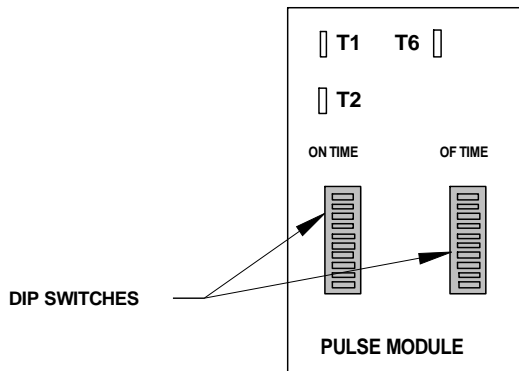 T1 T6
T2
ON TIME OF TIME
DIP SWITCHES
PULSE MODULE